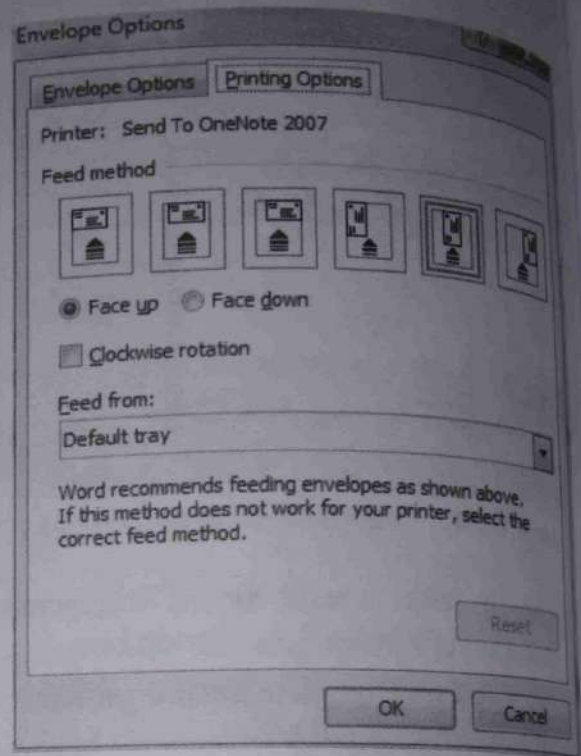 Envelope Options
Envelope Options Printing Options
Printer: Send To OneNote 2007
Feed method
Face up Face down
Clockwise rotation
Feed from:
Default tray
Word recommends feeding envelopes as shown above.
If this method does not work for your printer, select the
correct feed method.
Reset
OK Cancel